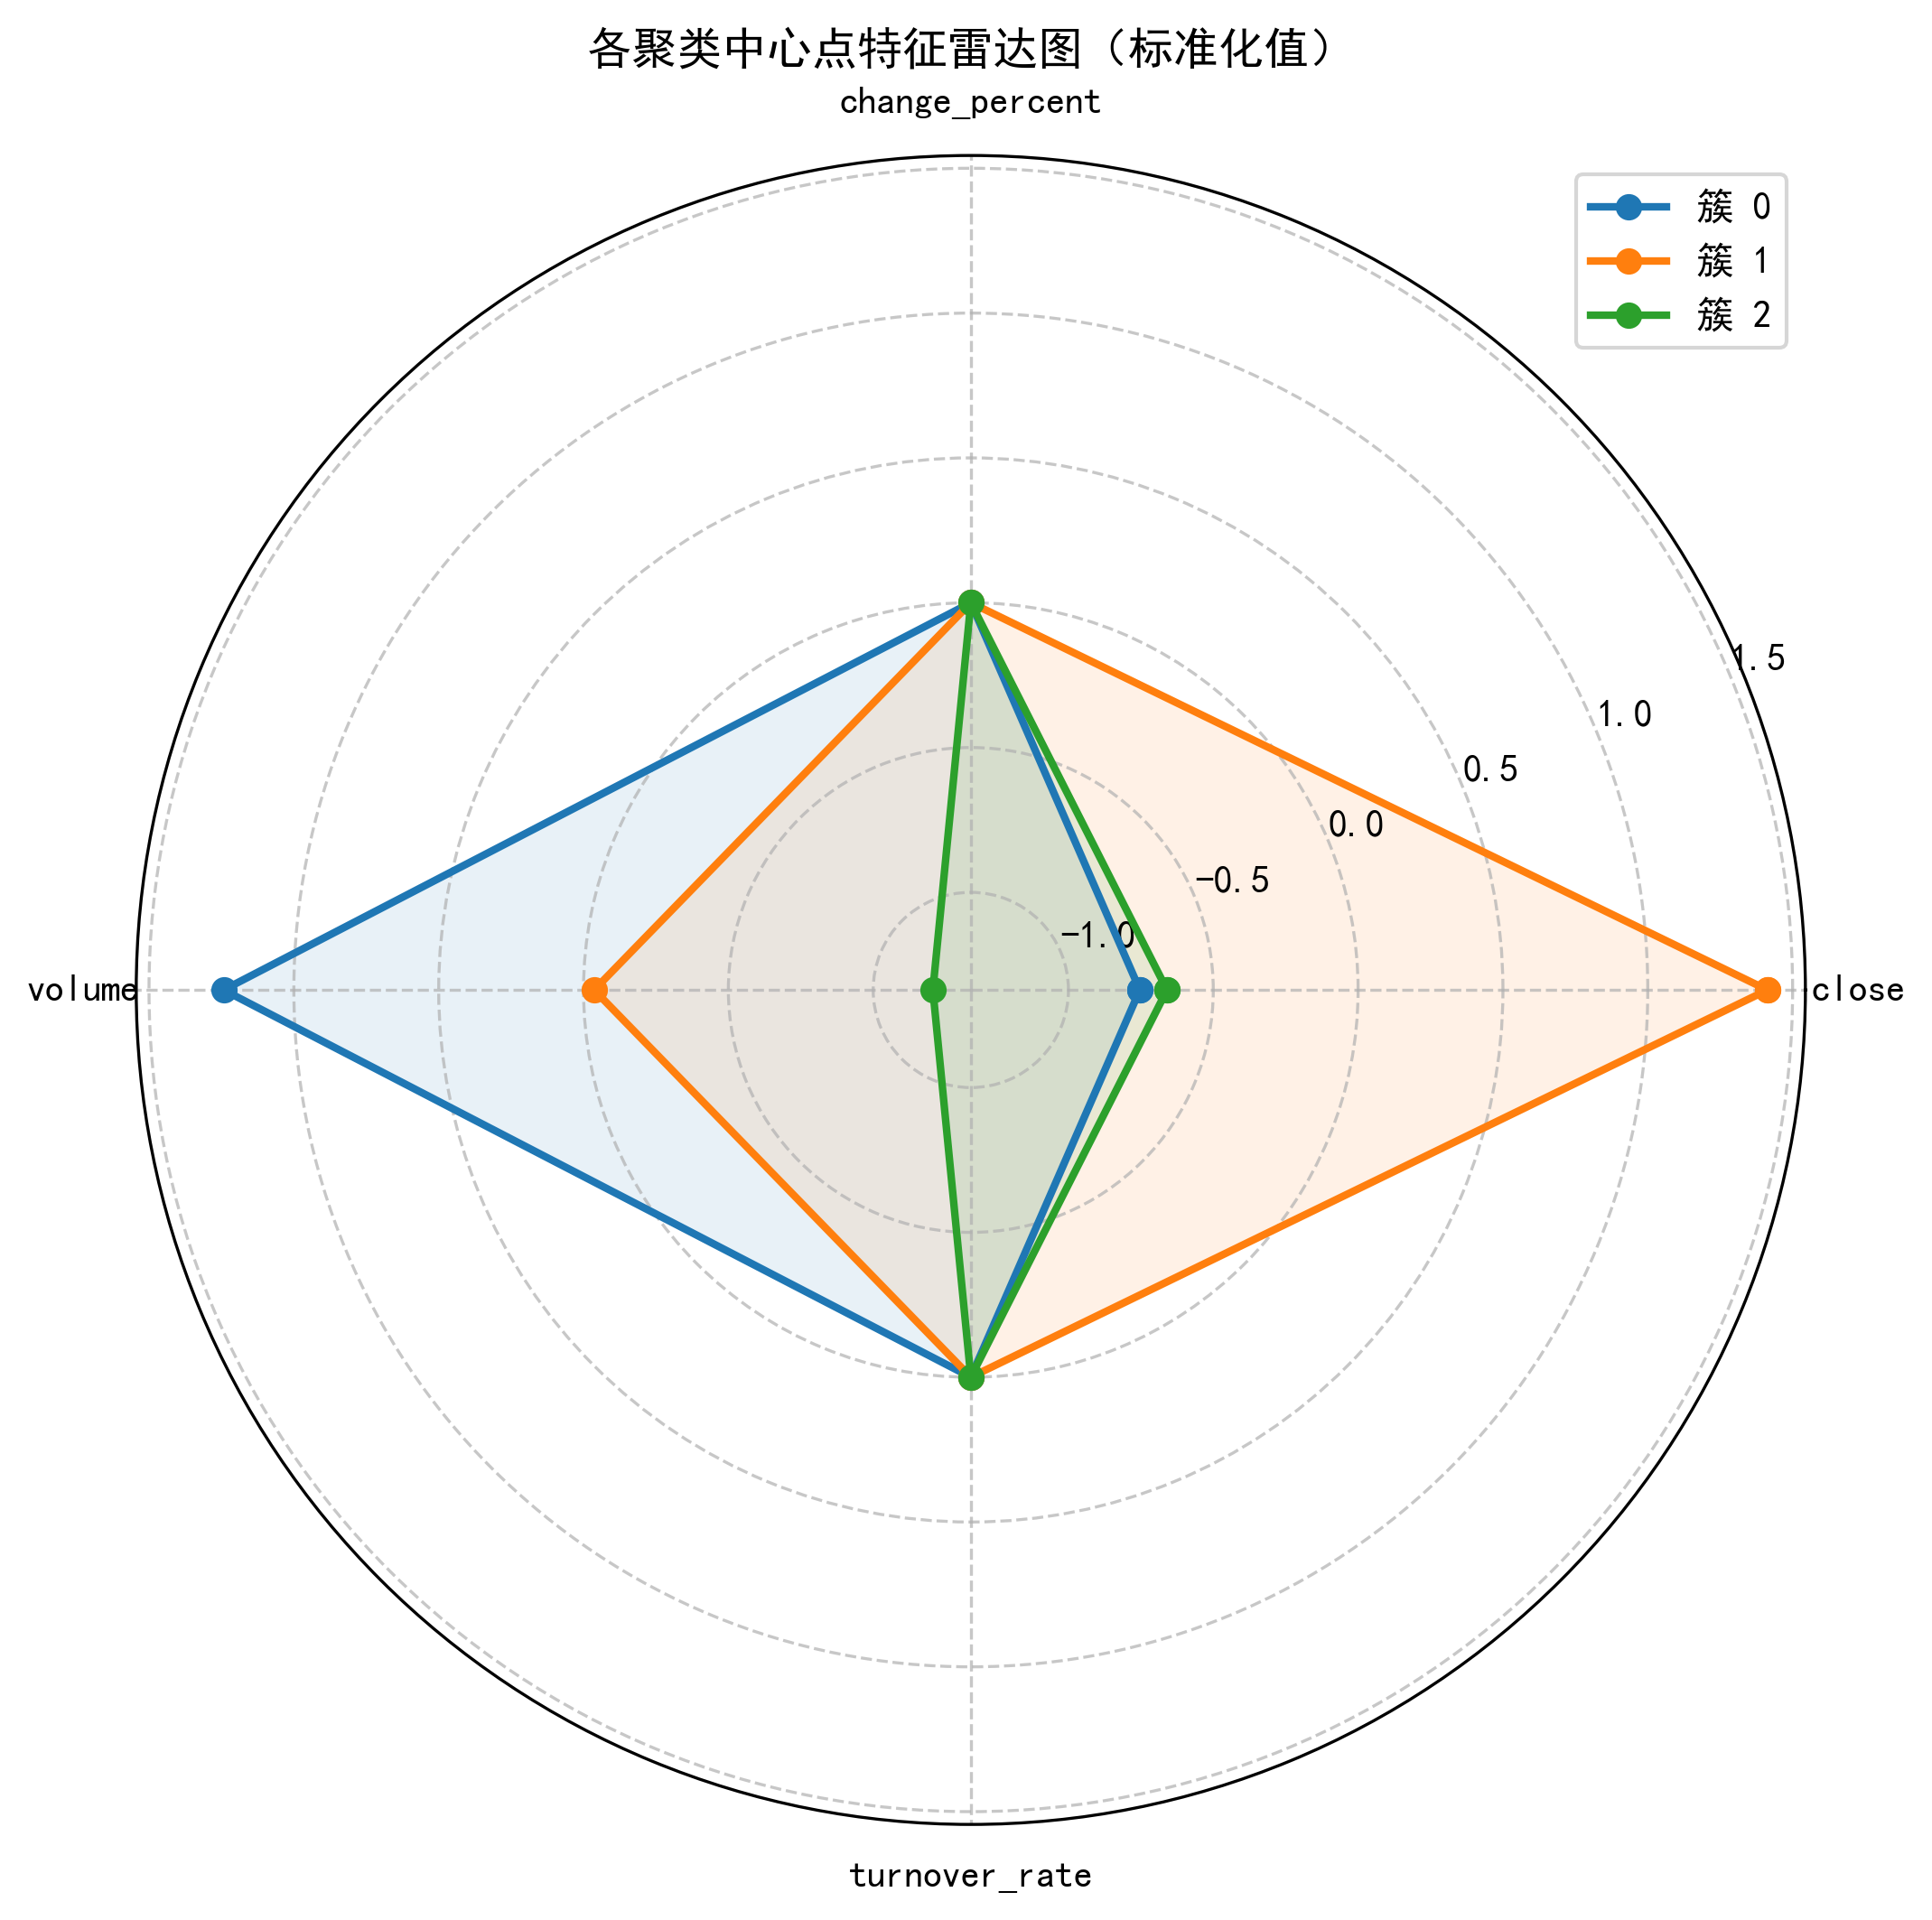 各聚类中心点特征雷达图（标准化值）
change_percent
簇 0
簇 1
簇 2
1.5
1.0
0.5
0.0
−0.5
−1.0
volume
close
turnover_rate